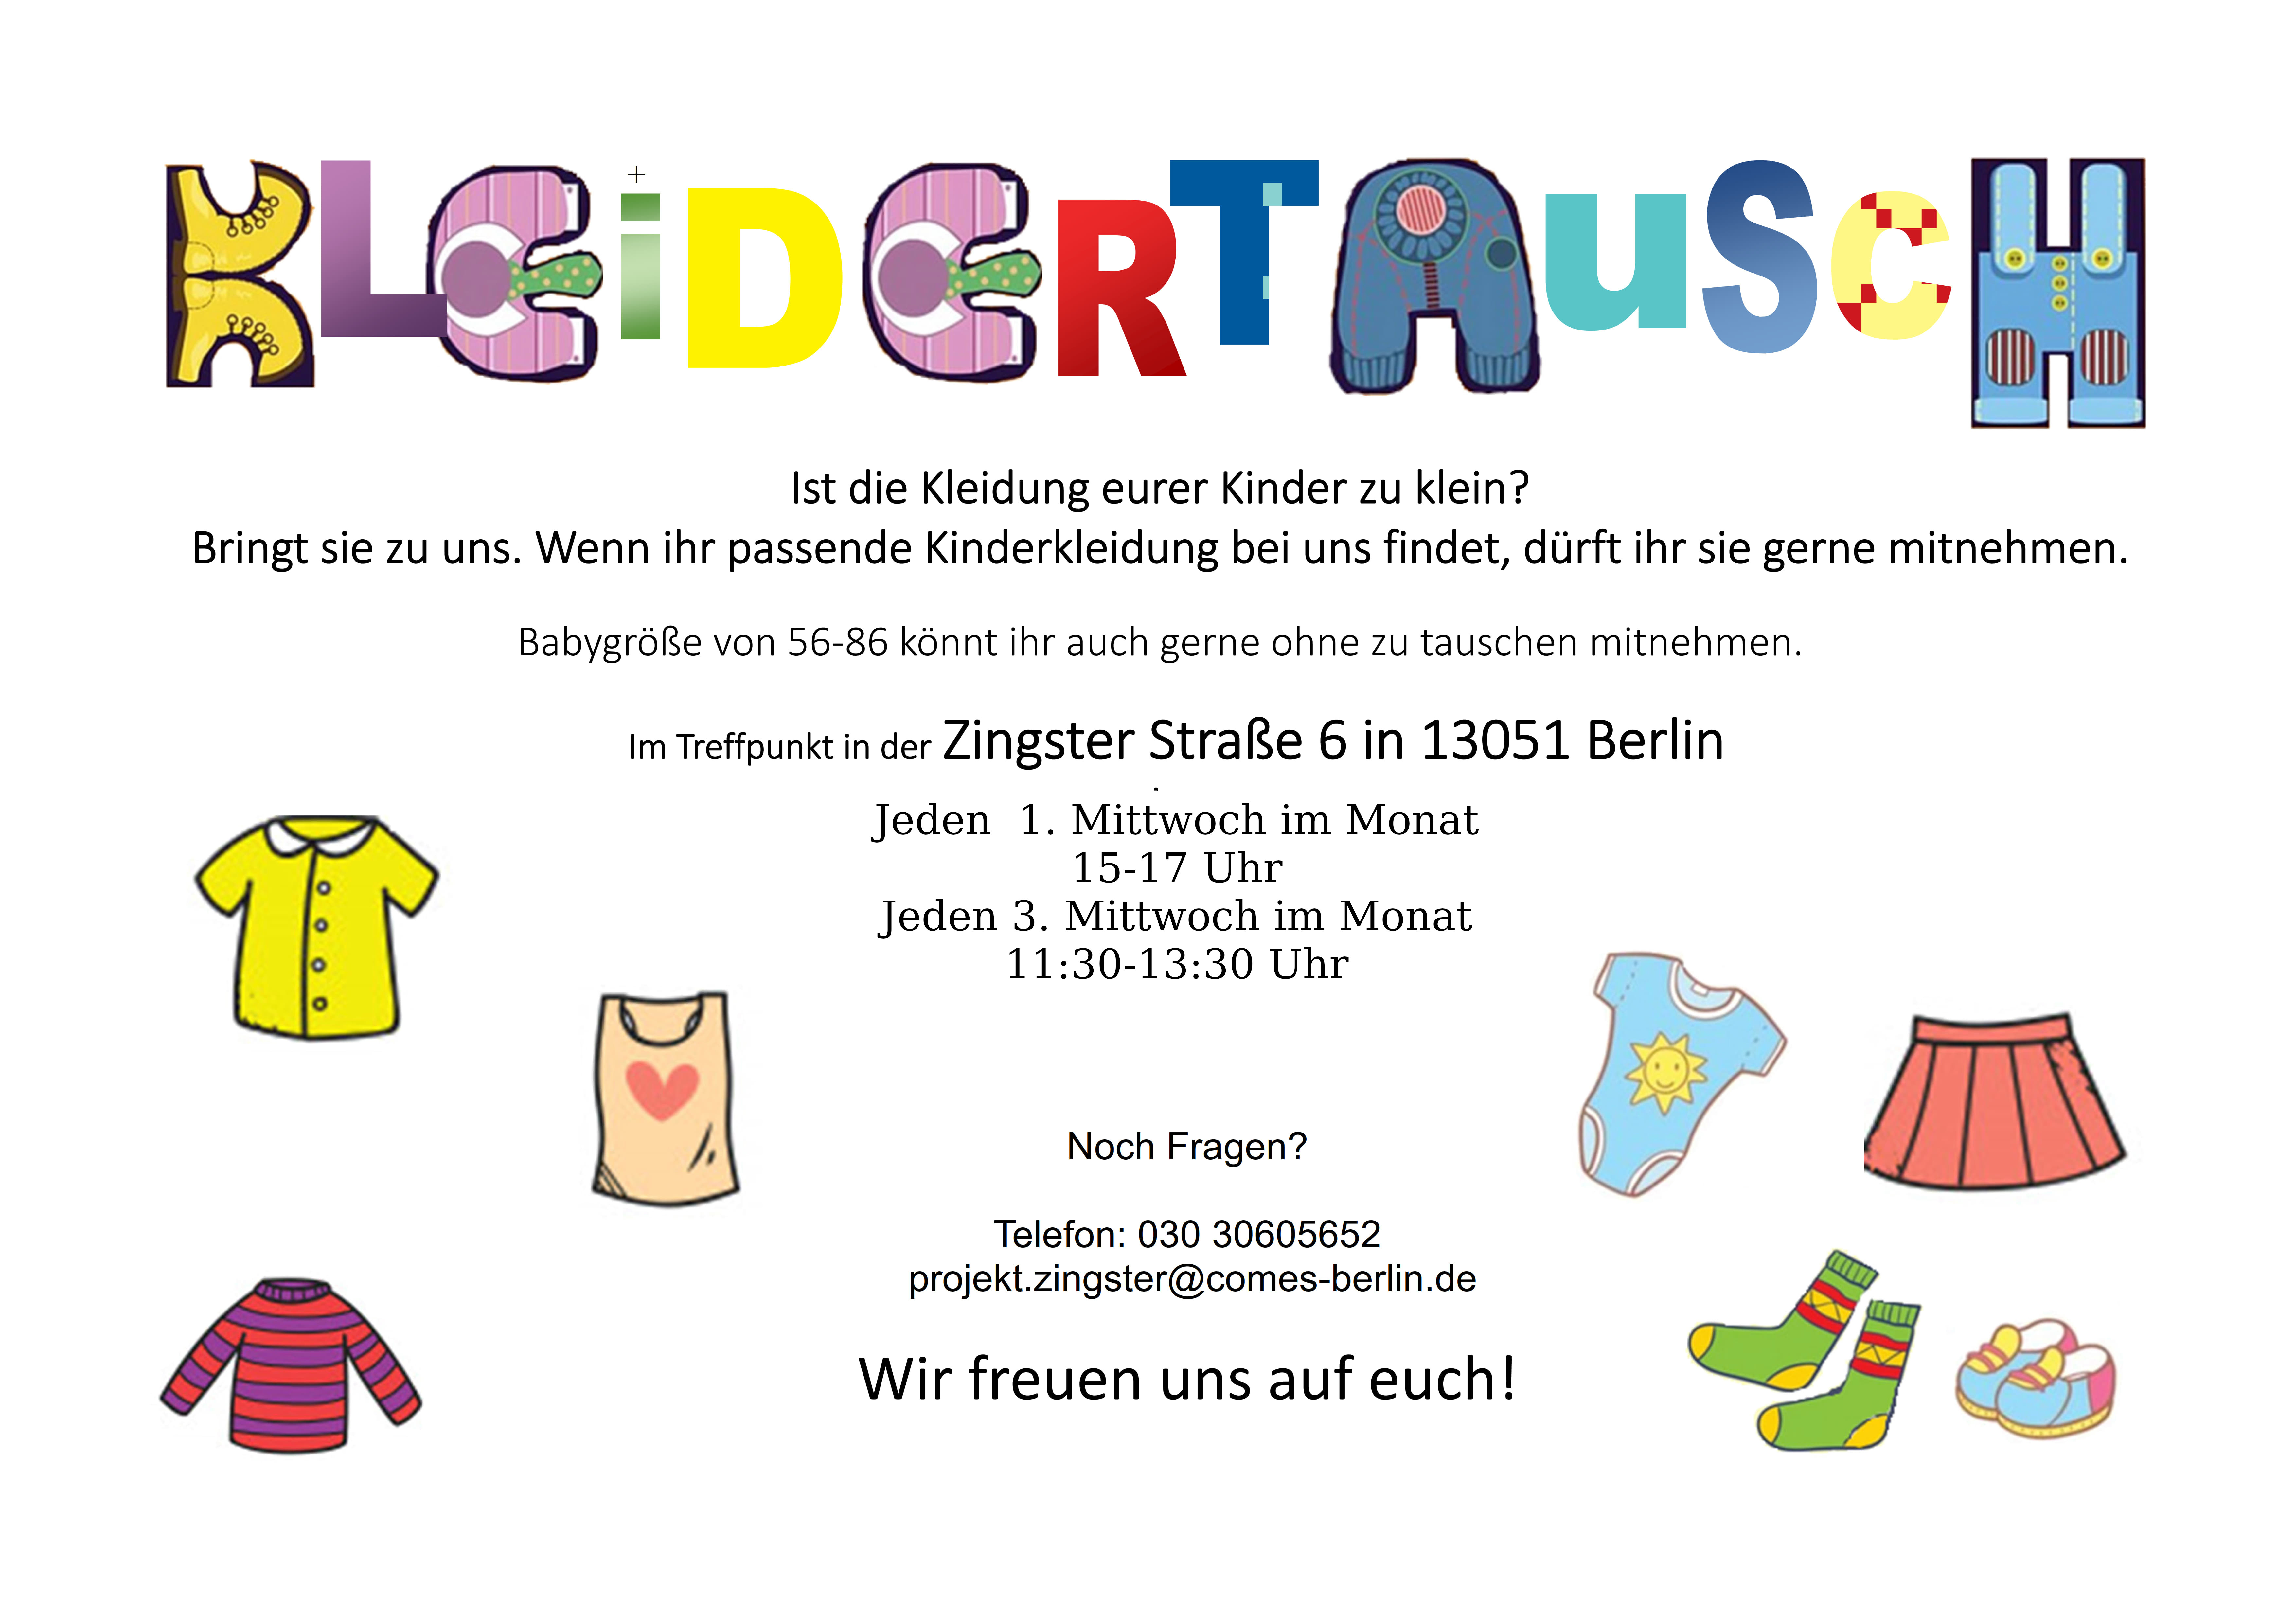 KLEiDERTAuScH
Ist die Kleidung eurer Kinder zu klein?
Bringt sie zu uns. Wenn ihr passende Kinderkleidung bei uns findet, dürft ihr sie gerne mitnehmen.
Babygröße von 56-86 könnt ihr auch gerne ohne zu tauschen mitnehmen.
Im Treffpunkt in der Zingster Straße 6 in 13051 Berlin
.
Jeden 1. Mittwoch im Monat
15-17 Uhr
Jeden 3. Mittwoch im Monat
11:30-13:30 Uhr
Noch Fragen?
Telefon: 030 30605652
projekt.zingster@comes-berlin.de
Wir freuen uns auf euch!